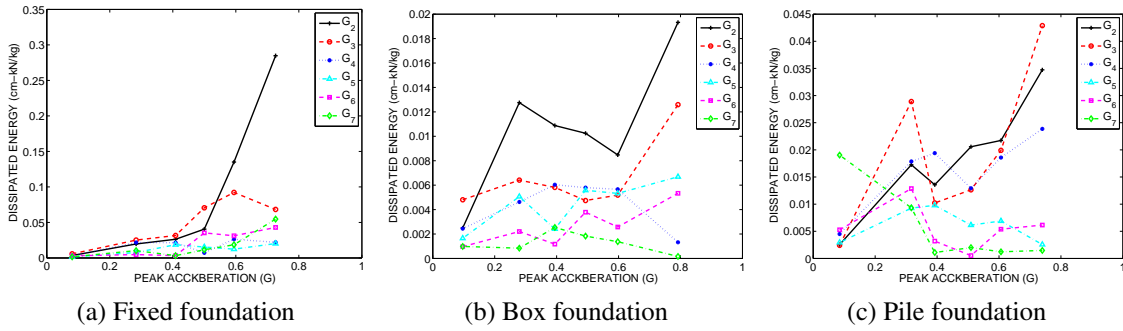 0.35
0.3
0.25
0.2
0.15
0.1
0.05
0
0 0.2 0.4 0.6 0.8 1
DISSIPATED ENERGY (cm−kN/kg)
PEAK ACCKBERATION (G)
G2
G3
G4
G5
G6
G7
(a) Fixed foundation
0.02
0.018
0.016
0.014
0.012
0.01
0.008
0.006
0.004
0.002
0
0 0.2 0.4 0.6 0.8 1
DISSIPATED ENERGY (cm−kN/kg)
PEAK ACCKBERATION (G)
G2
G3
G4
G5
G6
G7
(b) Box foundation
0.045
0.04
0.035
0.03
0.025
0.02
0.015
0.01
0.005
0
0 0.2 0.4 0.6 0.8 1
DISSIPATED ENERGY (cm−kN/kg)
PEAK ACCKBERATION (G)
G2
G3
G4
G5
G6
G7
(c) Pile foundation